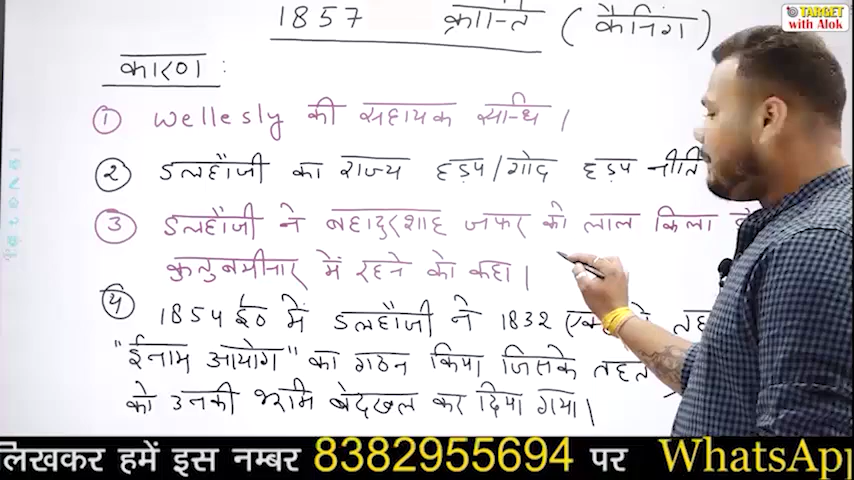 1857 क्रान्ति (कैनिंग)
TARGET
with Alok
कारण :
① Wellesly की सहायक सन्धि।
② डलहौजी का राज्य हड़प/गोद हड़प नीति
③ डलहौजी ने बहादुरशाह जफर को लाल किला
कुतुबमीनार में रहने को कहा।
④ 1854 ई० में डलहौजी ने 1832
"ईनाम आयोग" का गठन किया जिसके तहत
को उनकी भूमि बेदखल कर दिया गया।
लिखकर हमें इस नम्बर 8382955694 पर WhatsApp